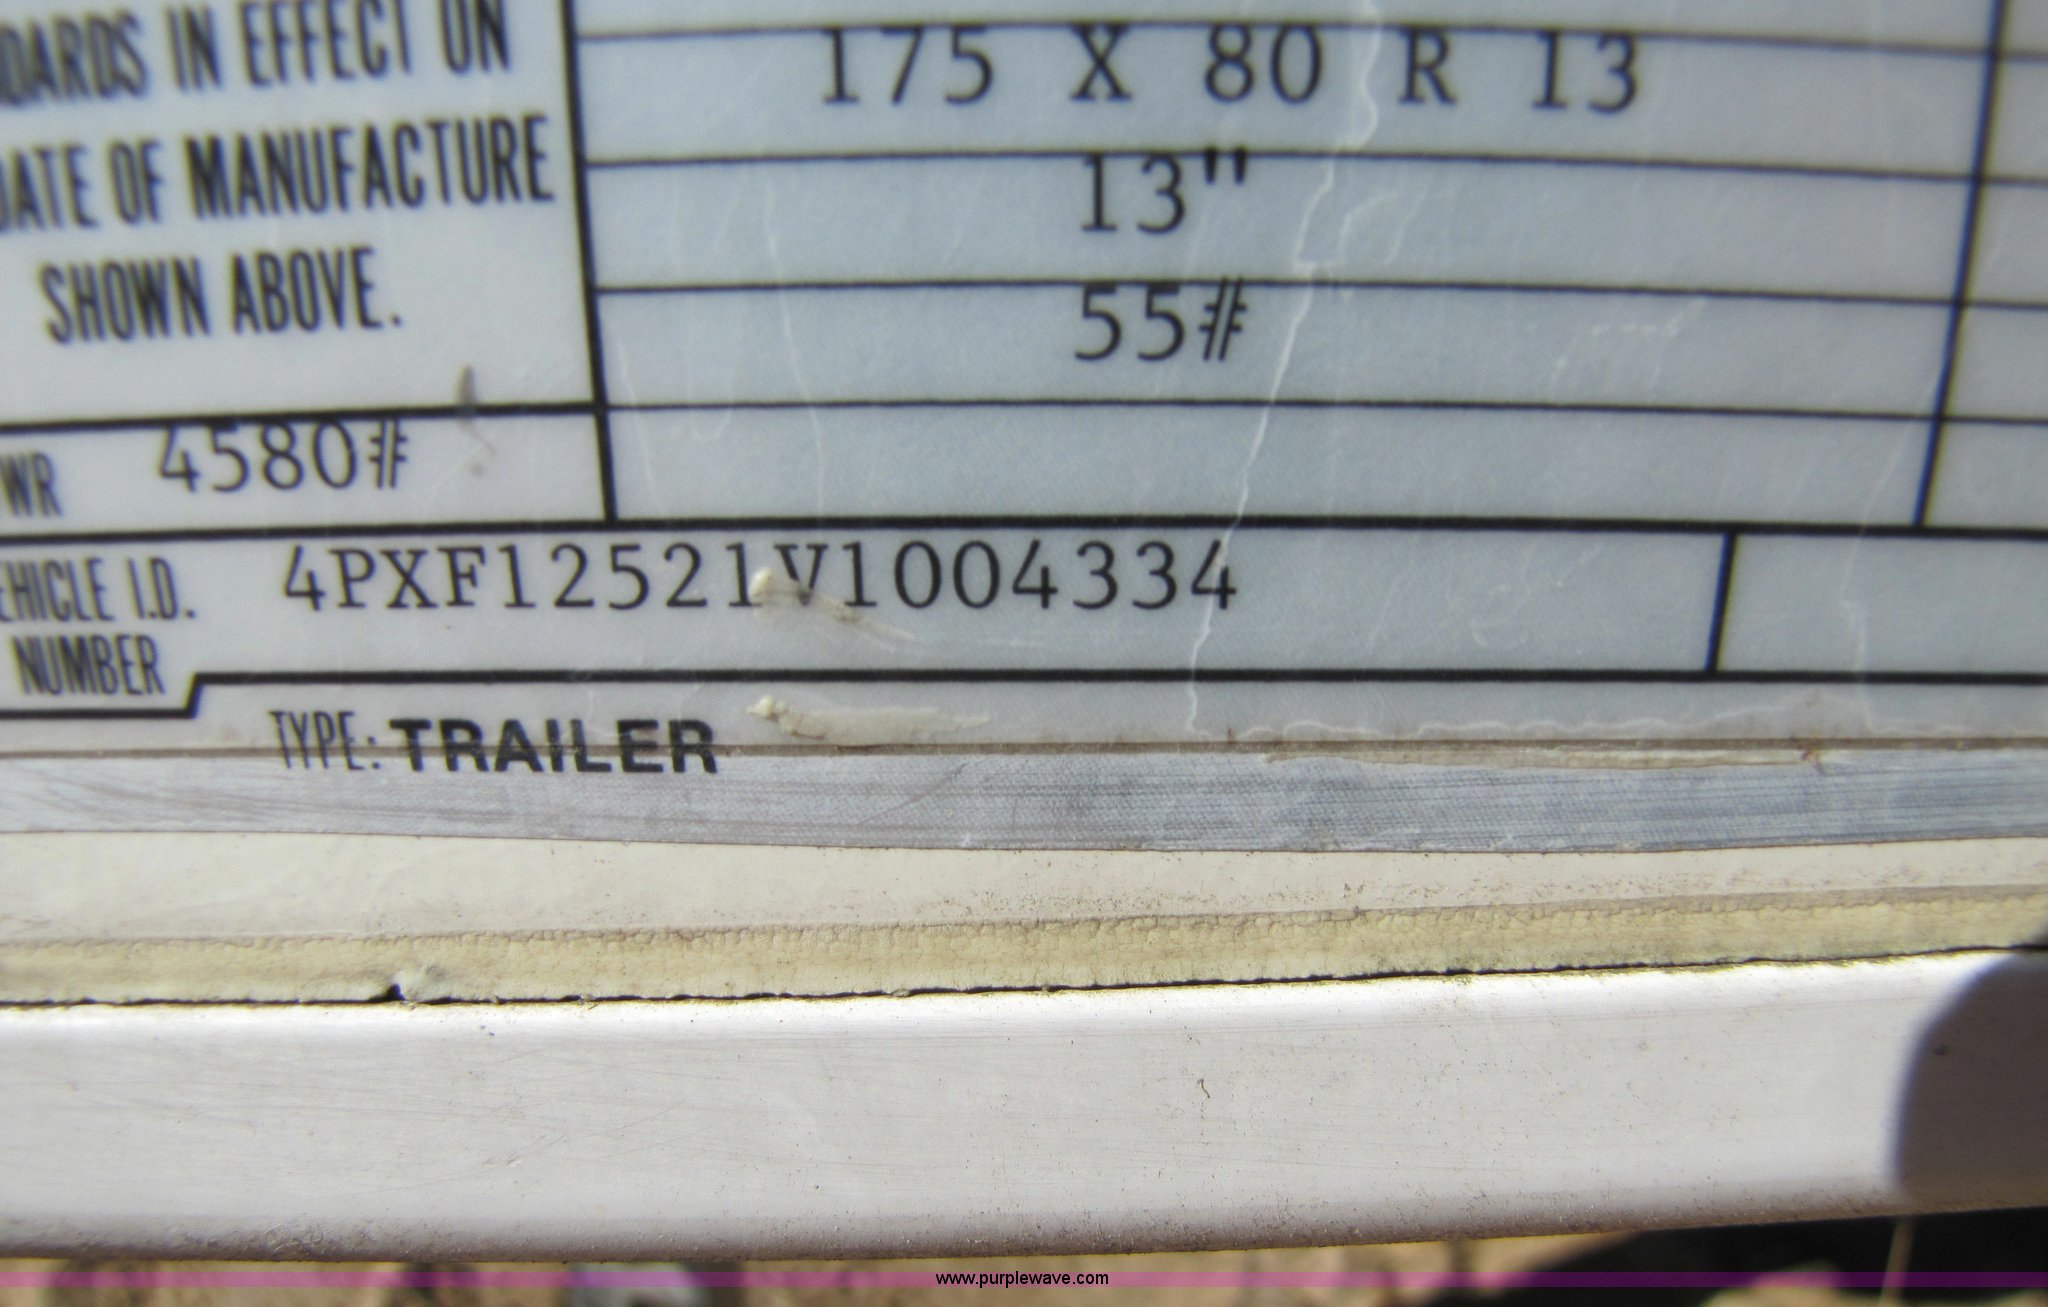 DARDS IN EFFECT ON
DATE OF MANUFACTURE
SHOWN ABOVE.
175 X 80 R 13
13"
55#
WR 4580#
EHICLE I.D.
NUMBER
4PXF12521V1004334
TYPE: TRAILER
www.purplewave.com